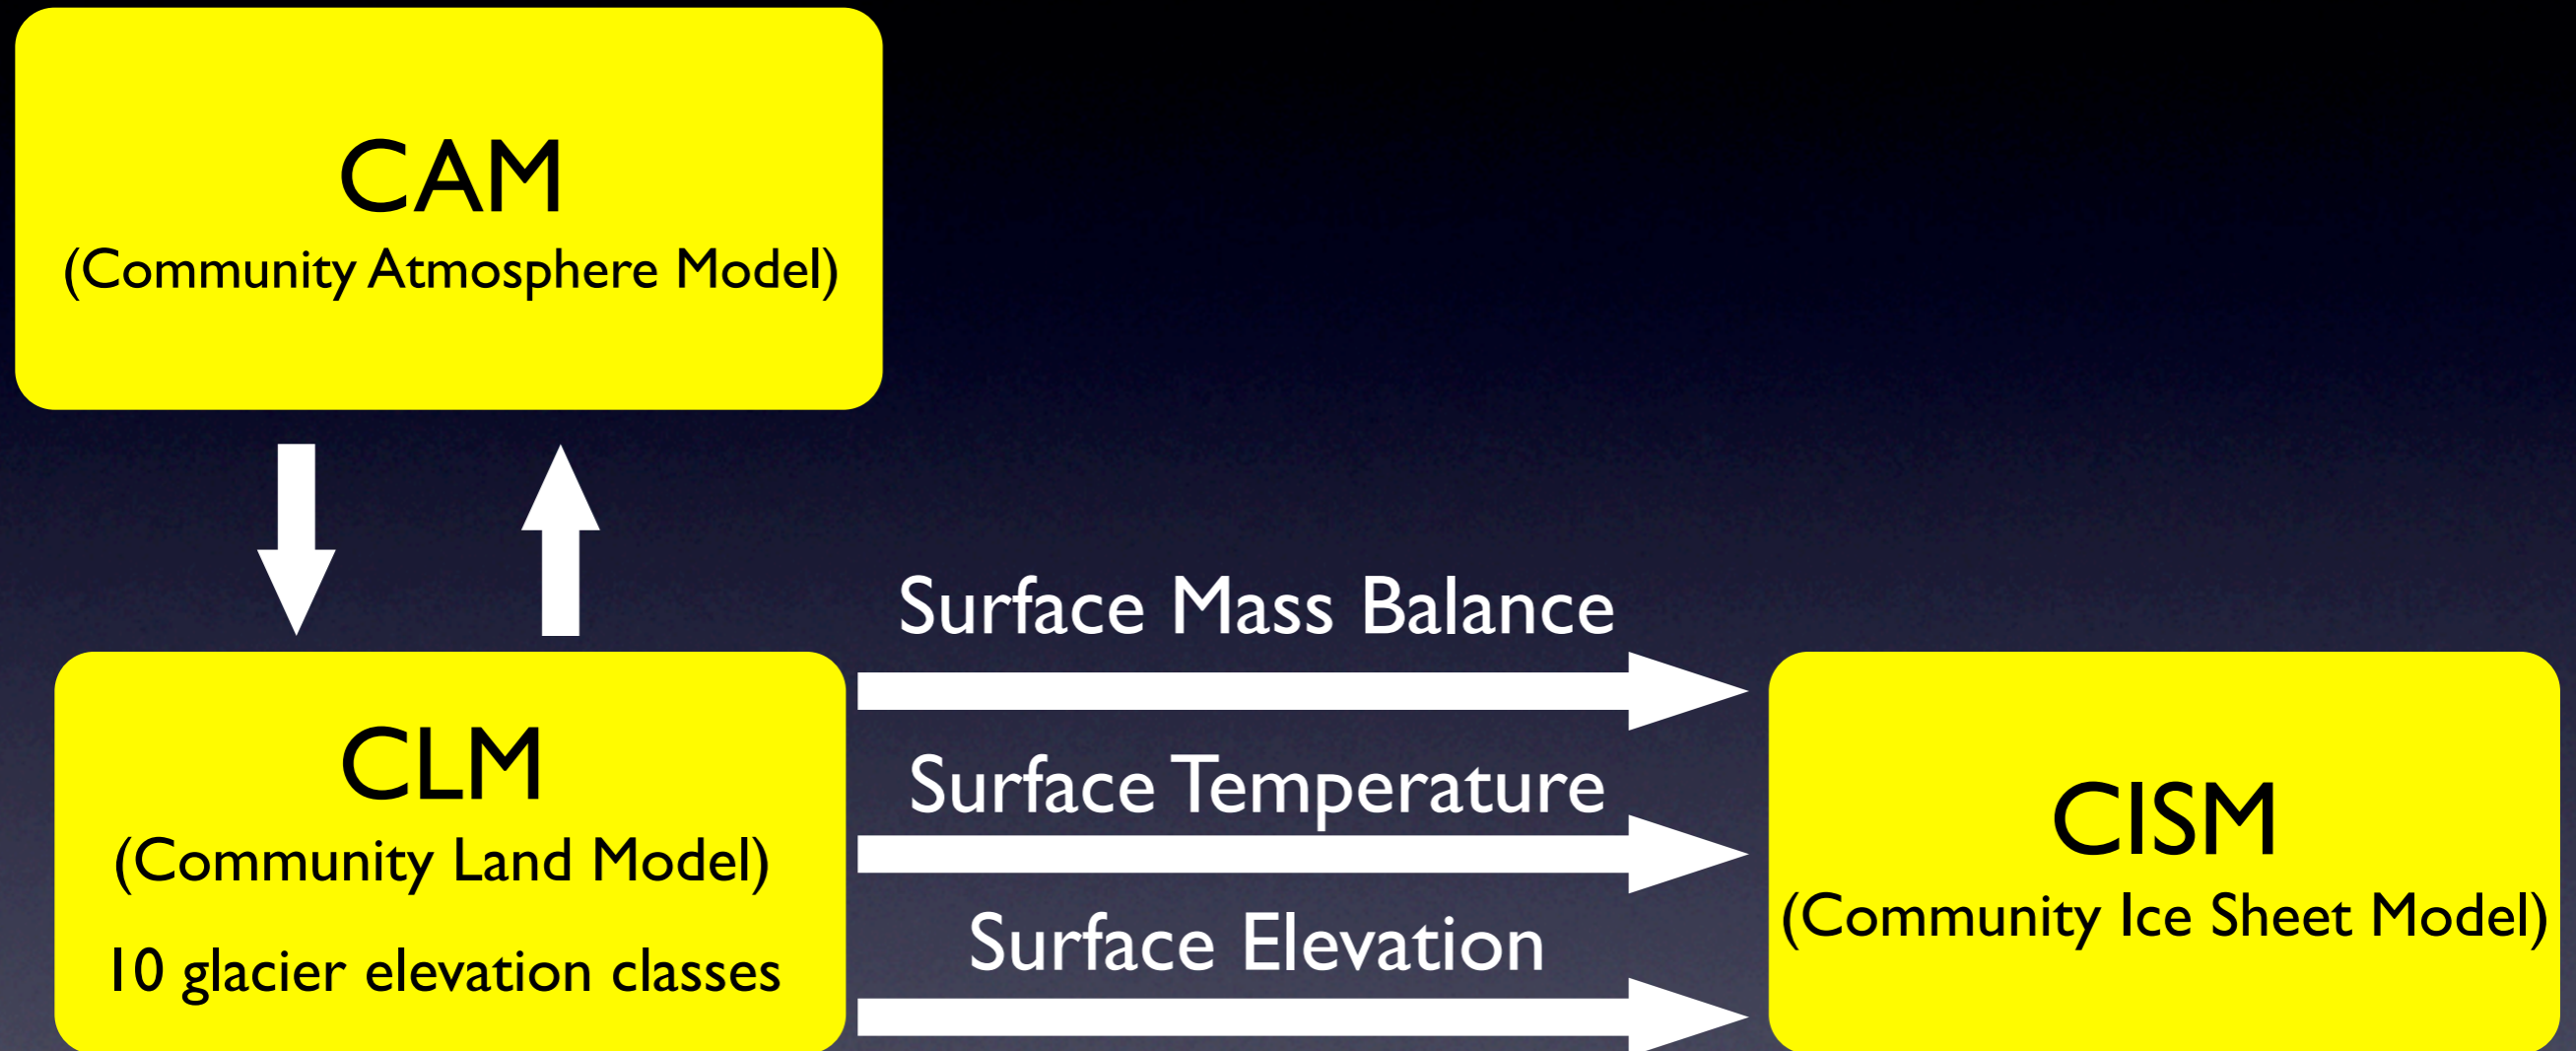 CAM
(Community Atmosphere Model)
Surface Mass Balance
CLM
(Community Land Model)
10 glacier elevation classes
Surface Temperature
Surface Elevation
CISM
(Community Ice Sheet Model)